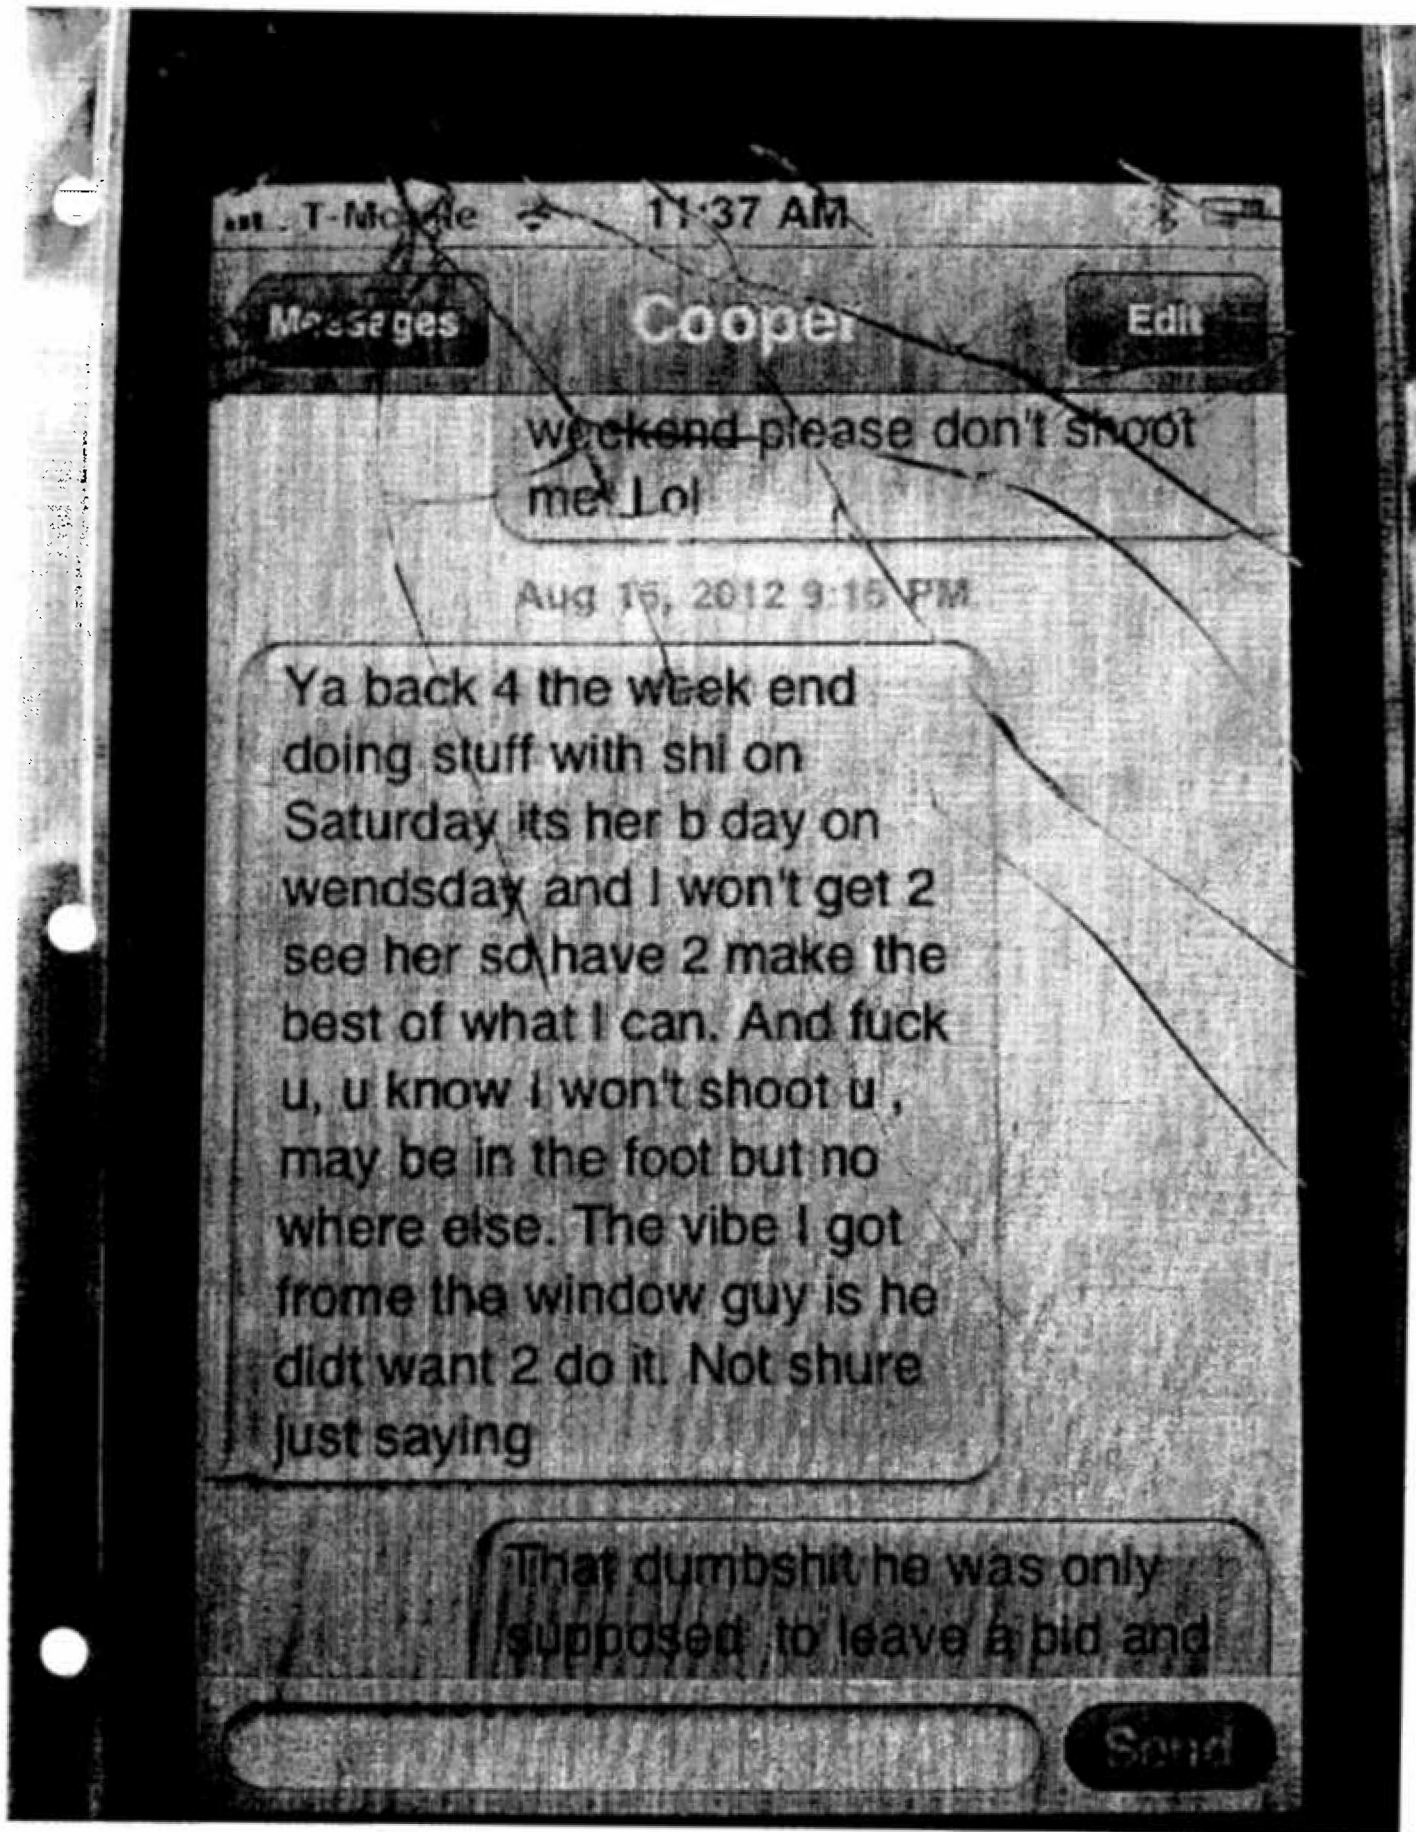 T-Mobile 11:37 AM
Messages Cooper Edit
weekend please don't shoot
me! Lol
Aug 15, 2012 9:15 PM
Ya back 4 the week end
doing stuff with shi on
Saturday its her b day on
wendsday and I won't get 2
see her so have 2 make the
best of what I can. And fuck
u, u know I won't shoot u ,
may be in the foot but no
where else. The vibe I got
frome the window guy is he
didt want 2 do it. Not shure
just saying
That dumbshit he was only
supposed to leave a bid and
Send